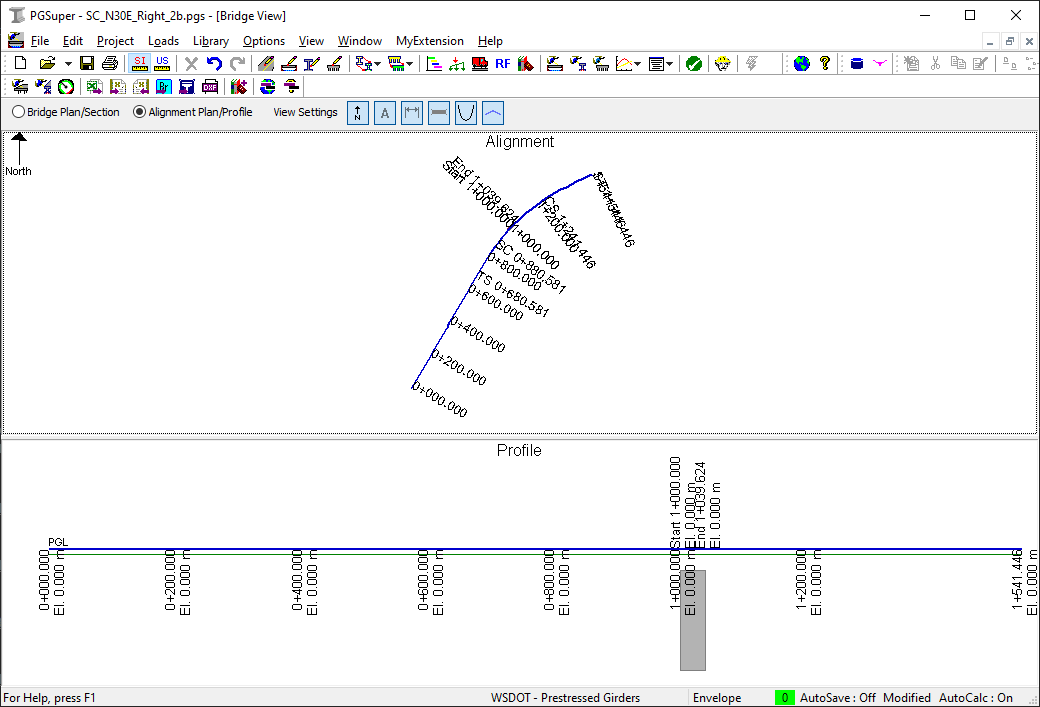 PGSuper - SC_N30E_Right_2b.pgs - [Bridge View]
File Edit Project Loads Library Options View Window MyExtension Help
SI US RF
DXF
Bridge Plan/Section Alignment Plan/Profile View Settings N A
Alignment
North
End 1+039.624
Start 1+000.000
1+000.000
CS 1+241.446
1+200.000
SC 0+880.581
0+800.000
TS 0+680.581
0+600.000
0+400.000
0+200.000
0+000.000
Profile
Start 1+000.000
El. 0.000 m
End 1+039.624
El. 0.000 m
PGL
0+000.000
El. 0.000 m
0+200.000
El. 0.000 m
0+400.000
El. 0.000 m
0+600.000
El. 0.000 m
0+800.000
El. 0.000 m
1+000.000
El. 0.000 m
1+200.000
El. 0.000 m
1+541.446
El. 0.000 m
For Help, press F1 WSDOT - Prestressed Girders Envelope 0 AutoSave : Off Modified AutoCalc : On